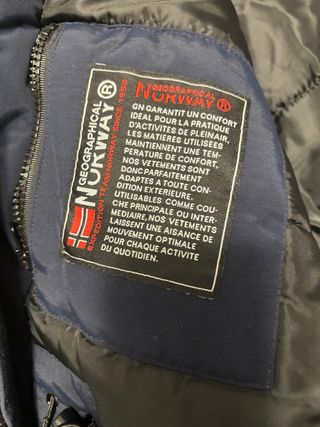 GEOGRAPHICAL
NORWAY®
EXPEDITION TEAM NORWAY SINCE 1958
GEOGRAPHICAL
NORWAY®
GN GARANTIT UN CONFORT
IDEAL POUR LA PRATIQUE
D'ACTIVITES DE PLEINAIR,
LES MATIERES UTILISEES
MAINTIENNENT UNE TEM-
PERATURE DE CONFORT,
NOS VETEMENTS SONT
DONC PARFAITEMENT
ADAPTES A TOUTE CON-
DITION EXTERIEURE.
UTILISABLES COMME COU-
CHE PRINCIPALE OU INTER-
MEDIAIRE, NOS VETEMENTS
LAISSENT UNE AISANCE DE
MOUVEMENT OPTIMALE
POUR CHAQUE ACTIVITE
DU QUOTIDIEN.